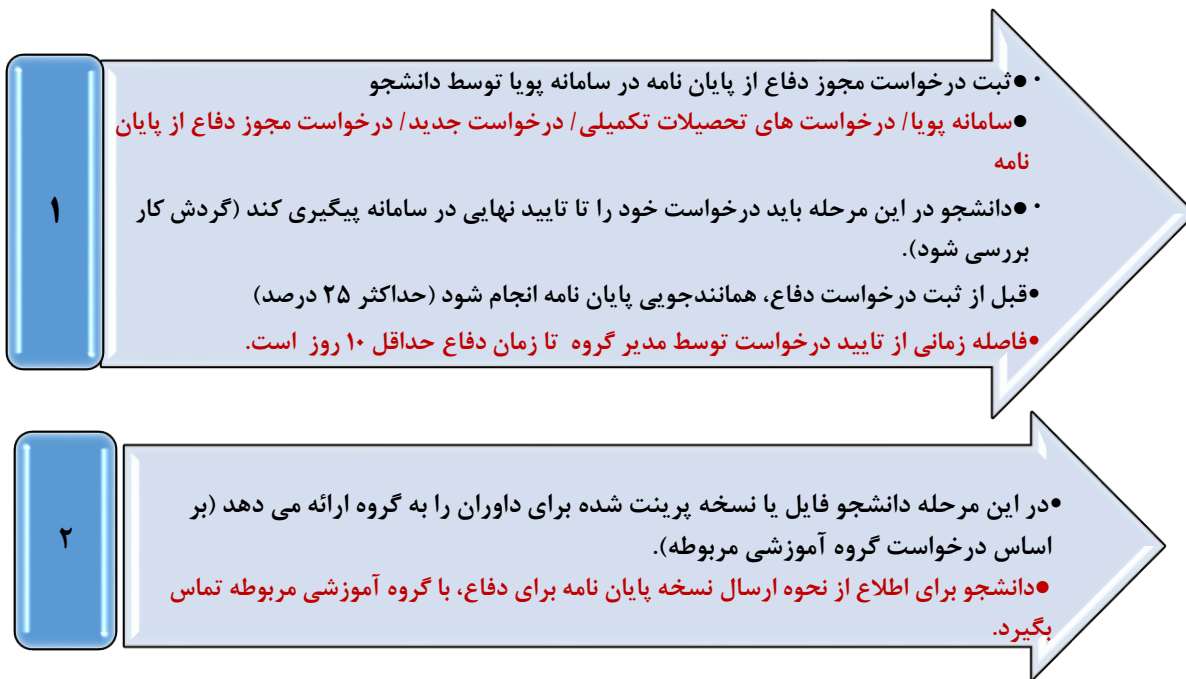 ۱
•ثبت درخواست مجوز دفاع از پایان نامه در سامانه پویا توسط دانشجو
•سامانه پویا/ درخواست های تحصیلات تکمیلی/ درخواست جدید/ درخواست مجوز دفاع از پایان
نامه
•دانشجو در این مرحله باید درخواست خود را تا تایید نهایی در سامانه پیگیری کند (گردش کار
بررسی شود).
•قبل از ثبت درخواست دفاع، همانندجویی پایان نامه انجام شود (حداکثر ۲۵ درصد)
•فاصله زمانی از تایید درخواست توسط مدیر گروه تا زمان دفاع حداقل ۱۰ روز است.
۲
•در این مرحله دانشجو فایل یا نسخه پرینت شده برای داوران را به گروه ارائه می دهد (بر
اساس درخواست گروه آموزشی مربوطه).
•دانشجو برای اطلاع از نحوه ارسال نسخه پایان نامه برای دفاع، با گروه آموزشی مربوطه تماس
بگیرد.